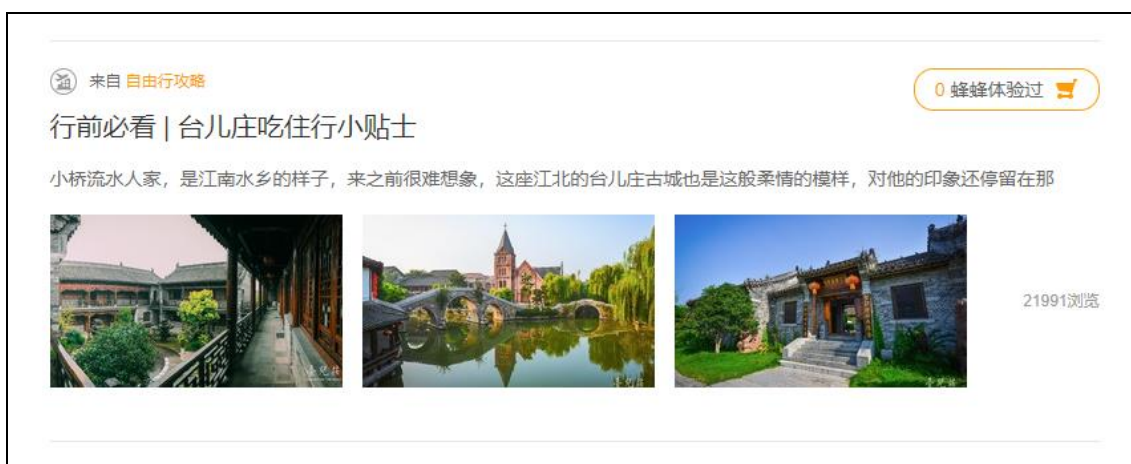 来自 自由行攻略
0 蜂蜂体验过
行前必看 | 台儿庄吃住行小贴士
小桥流水人家，是江南水乡的样子，来之前很难想象，这座江北的台儿庄古城也是这般柔情的模样，对他的印象还停留在那
21991浏览